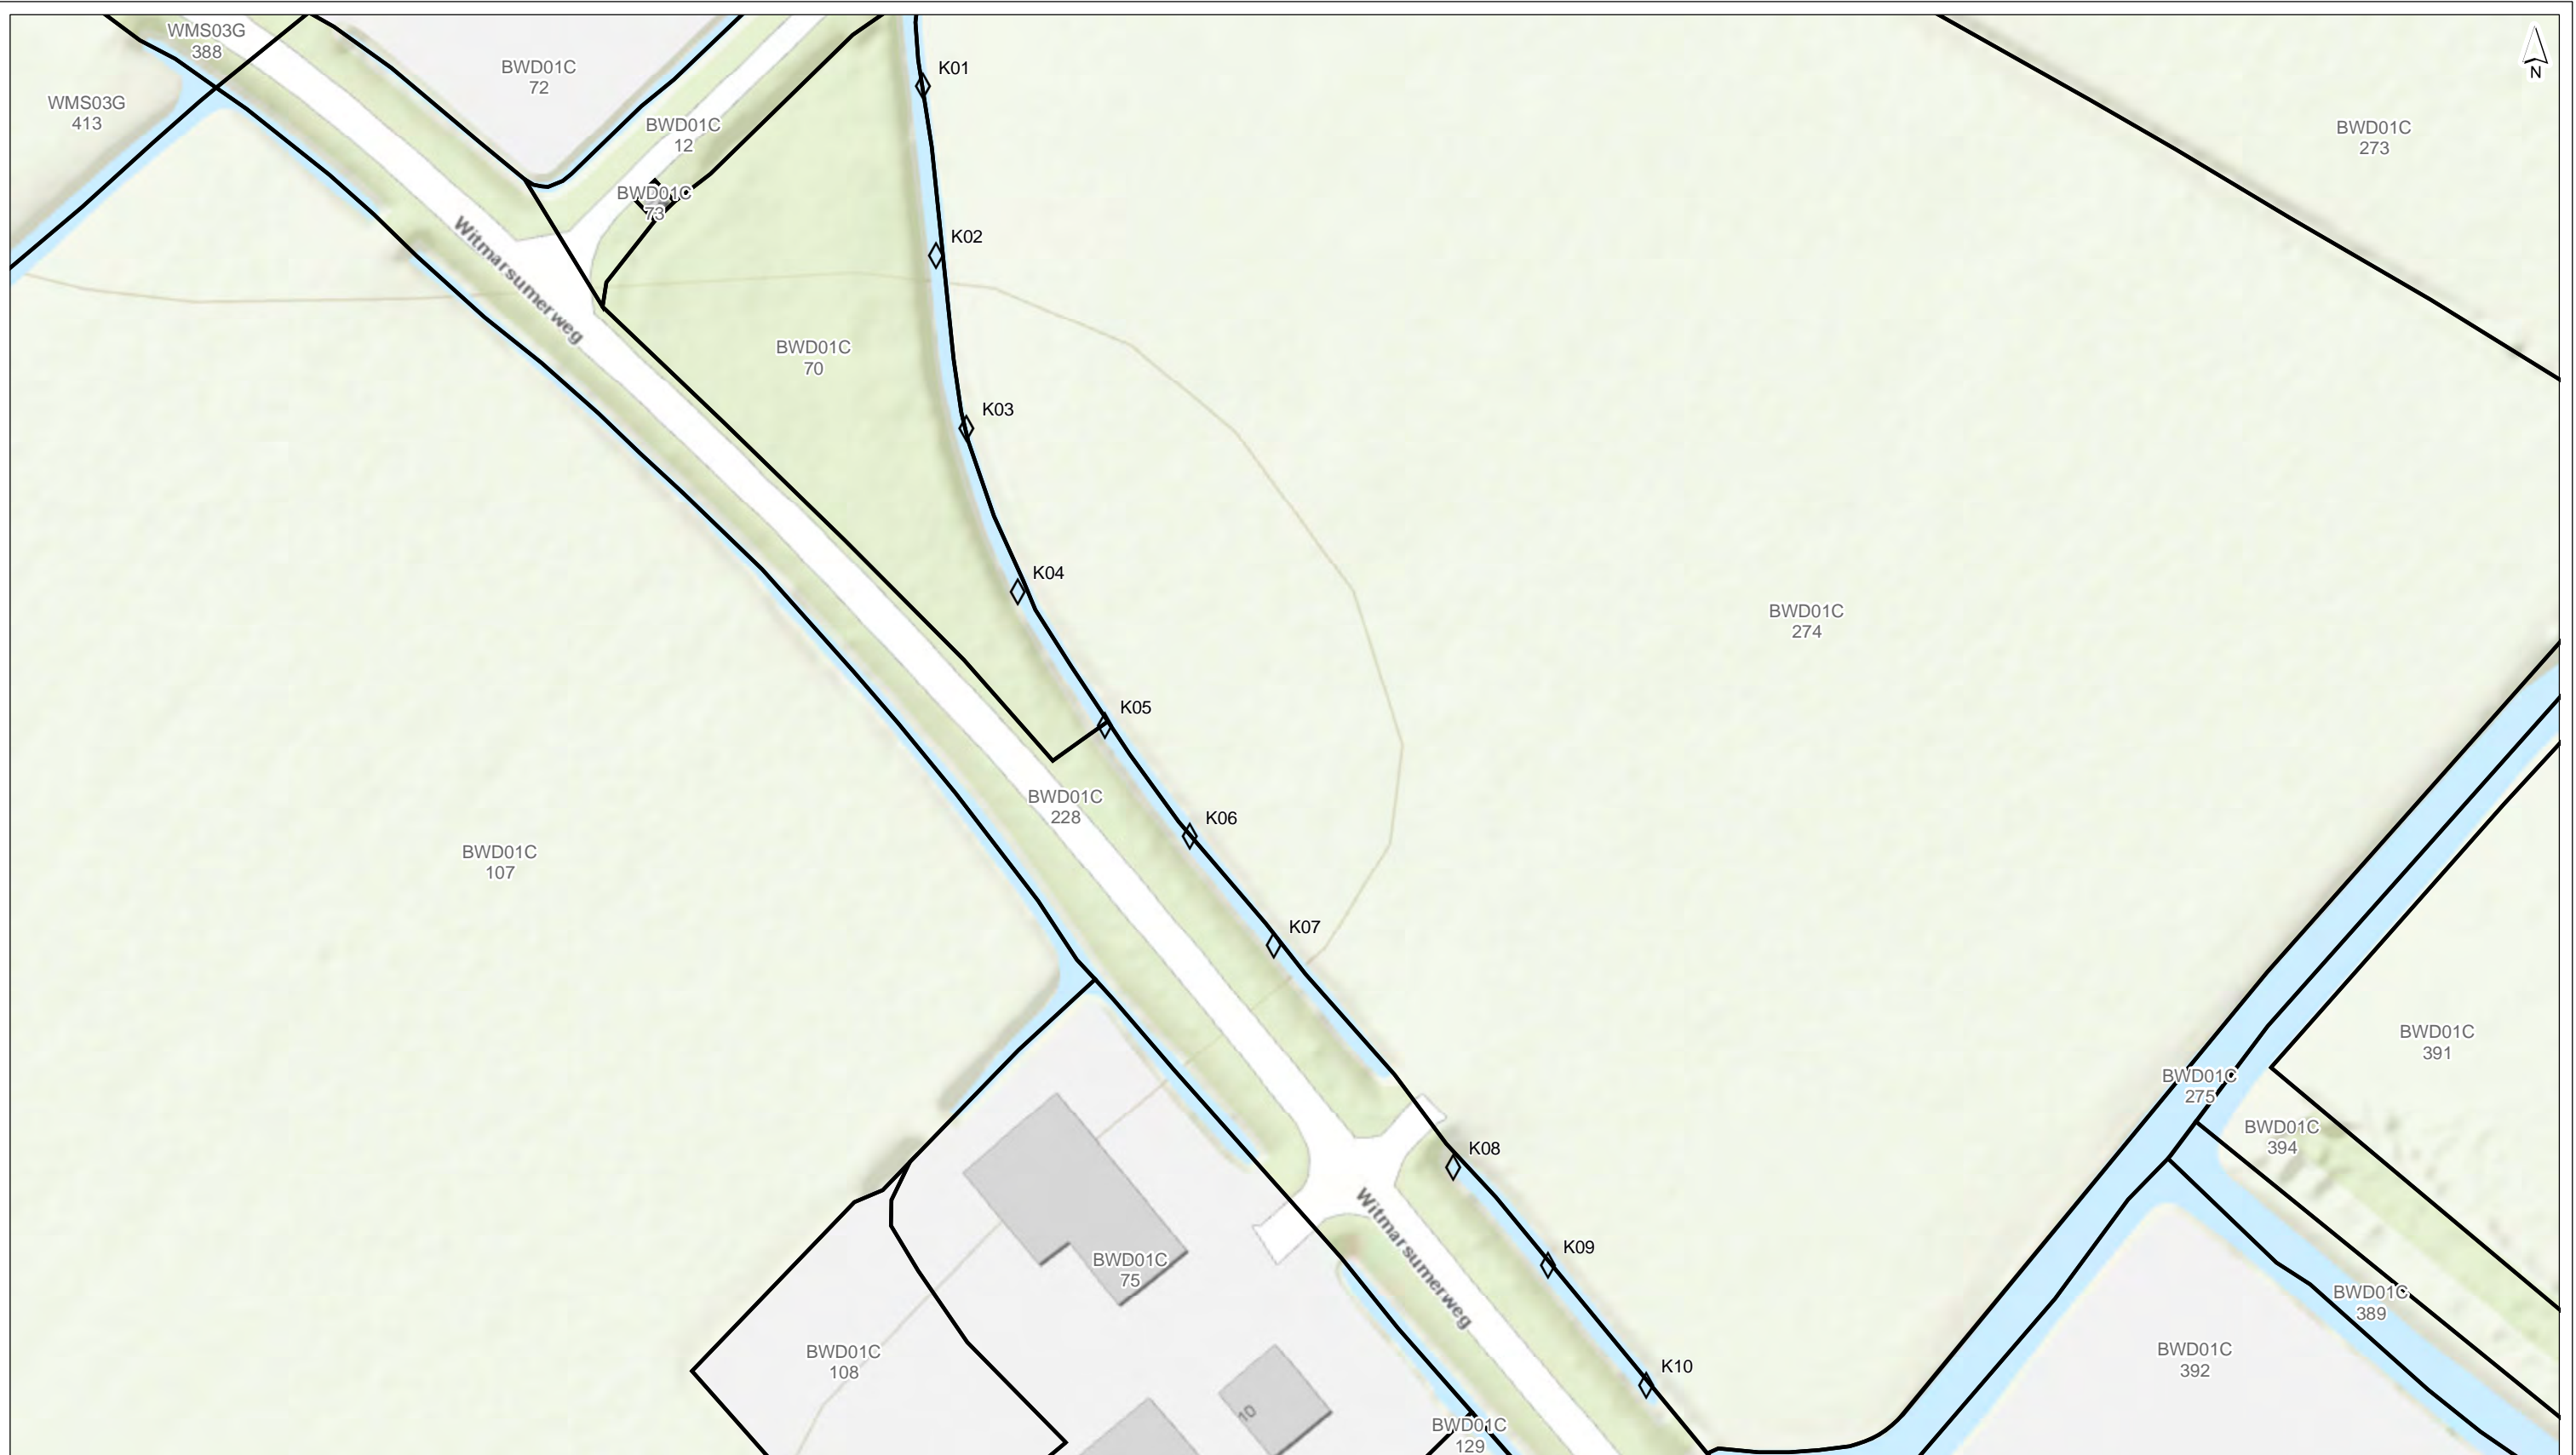 WMS03G
388
BWD01C
72
K01
N
WMS03G
413
BWD01C
12
BWD01C
273
BWD01C
73
K02
Witmarsumerweg
BWD01C
70
K03
K04
BWD01C
274
K05
BWD01C
228
K06
BWD01C
107
K07
BWD01C
391
BWD01C
275
BWD01C
394
K08
Witmarsumerweg
K09
BWD01C
75
BWD01C
389
BWD01C
108
BWD01C
392
K10
10
BWD01C
129